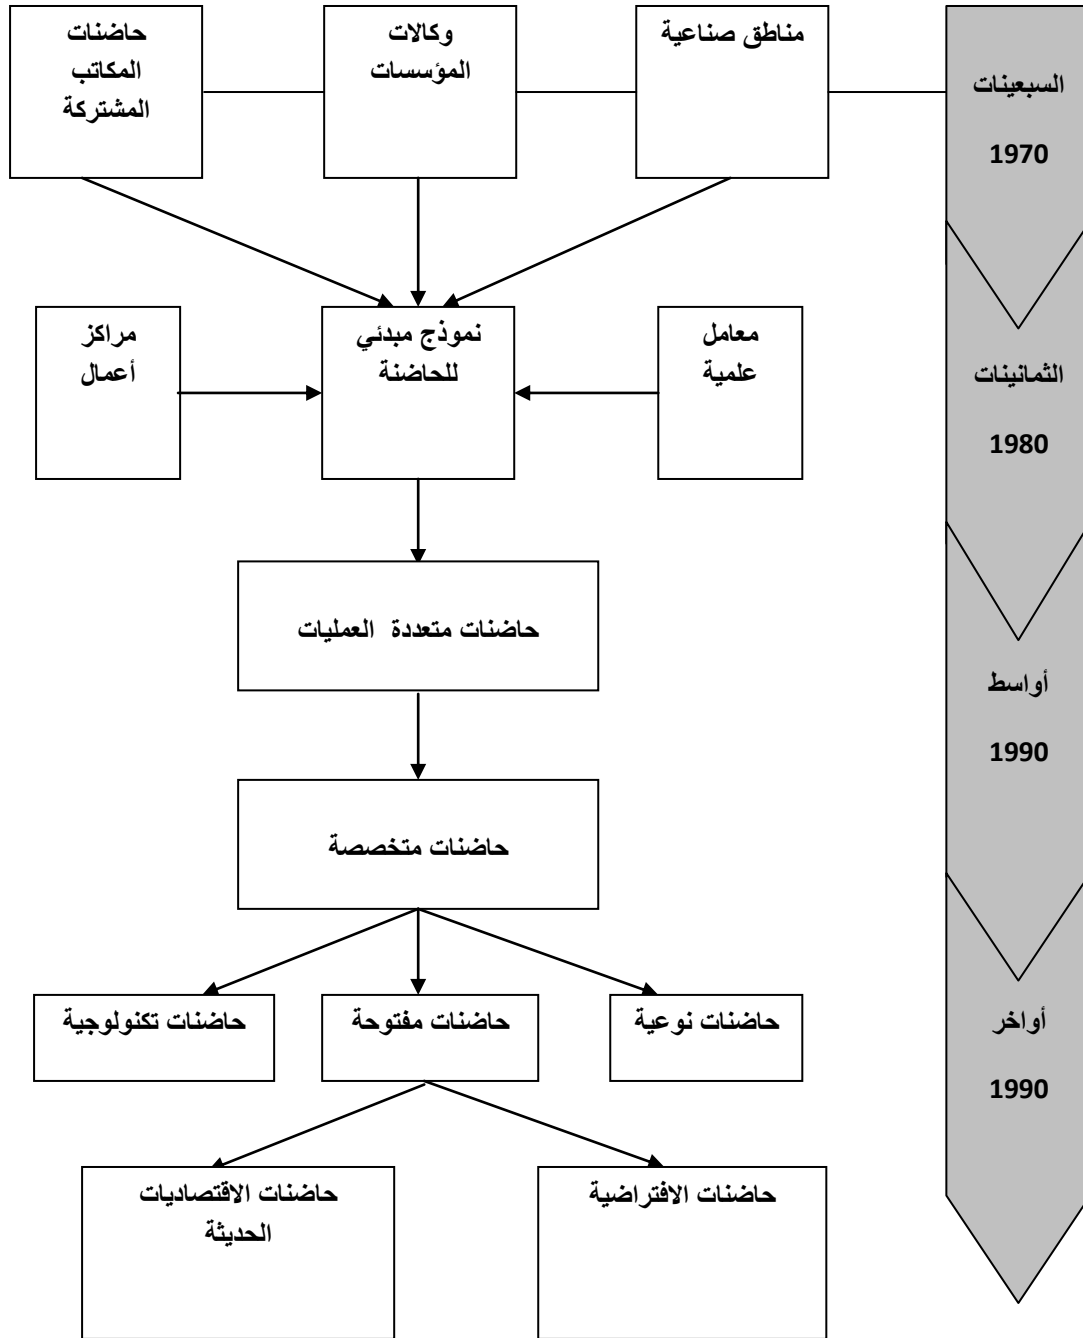 السبعينات
1970
مناطق صناعية
وكالات
المؤسسات
حاضنات
المكاتب
المشتركة
الثمانينات
1980
معامل
علمية
نموذج مبدئي
للحاضنة
مراكز
أعمال
حاضنات متعددة العمليات
أواسط
1990
حاضنات متخصصة
أواخر
1990
حاضنات نوعية
حاضنات مفتوحة
حاضنات تكنولوجية
حاضنات الافتراضية
حاضنات الاقتصاديات
الحديثة